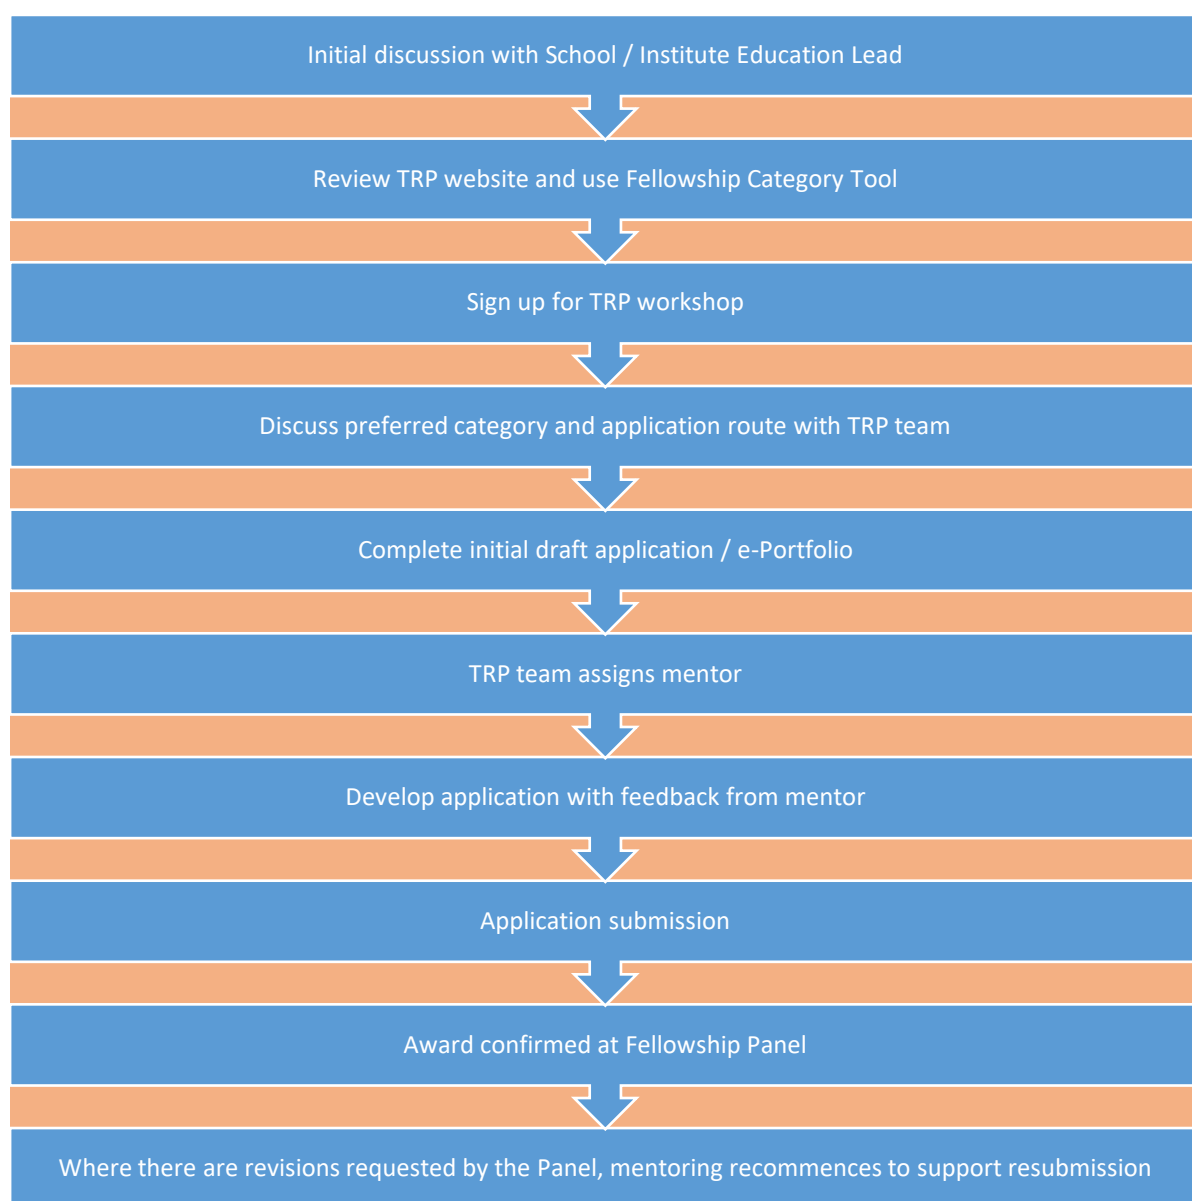 Initial discussion with School / Institute Education Lead
Review TRP website and use Fellowship Category Tool
Sign up for TRP workshop
Discuss preferred category and application route with TRP team
Complete initial draft application / e-Portfolio
TRP team assigns mentor
Develop application with feedback from mentor
Application submission
Award confirmed at Fellowship Panel
Where there are revisions requested by the Panel, mentoring recommences to support resubmission